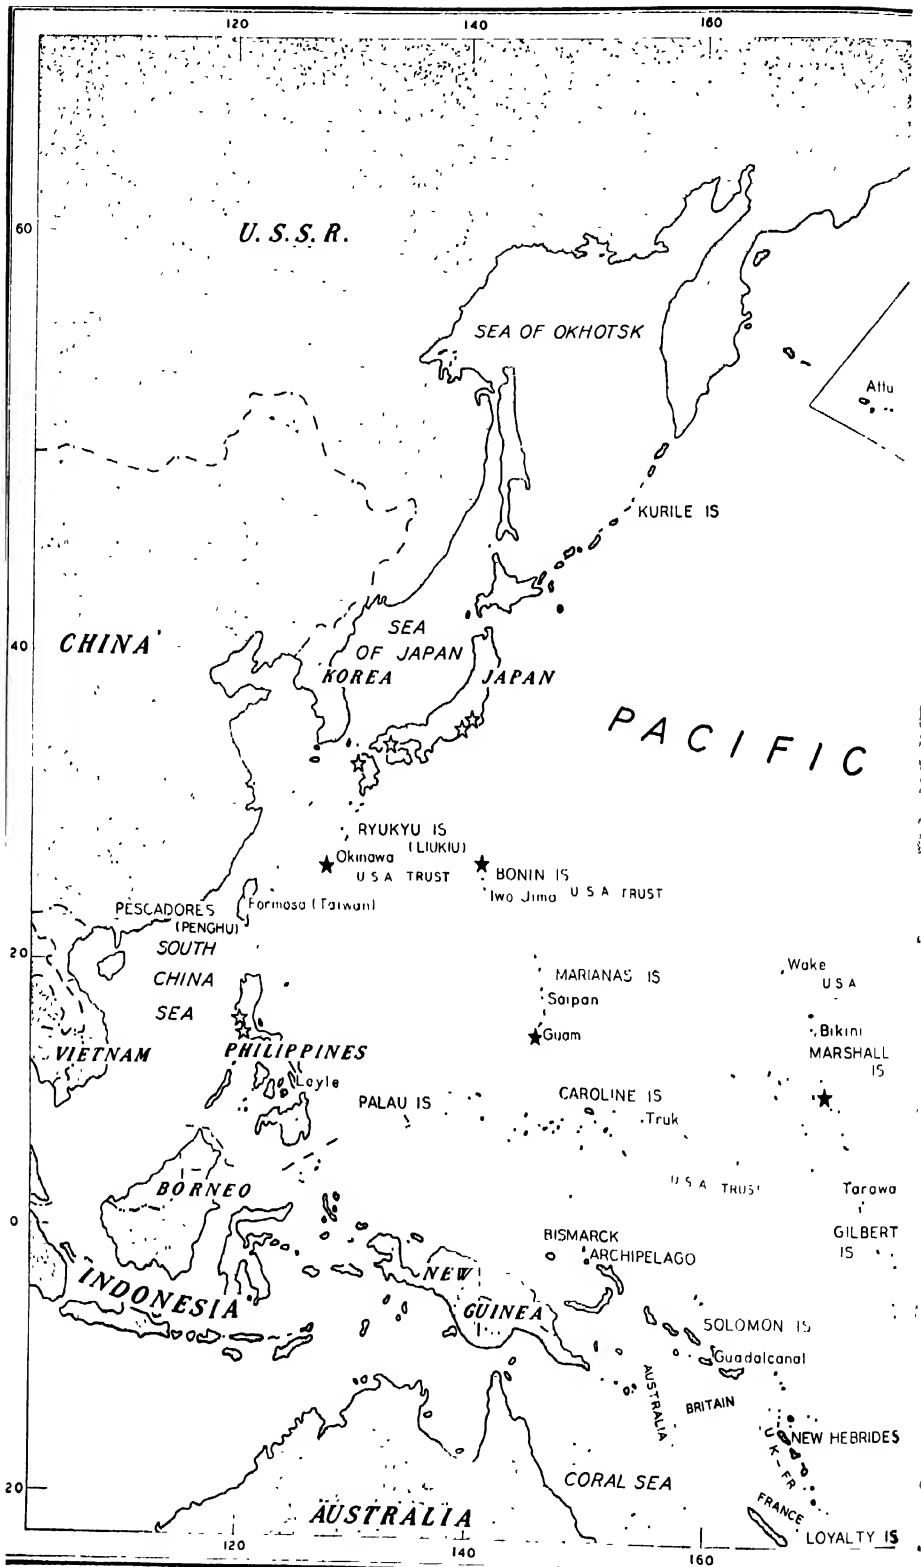 120 140 160
60
U.S.S.R.
SEA OF OKHOTSK
Attu
KURILE IS
40
CHINA
SEA
OF JAPAN
KOREA
JAPAN
PACIFIC
RYUKYU IS
(LIUKIU)
Okinawa
USA TRUST
BONIN IS
Iwo Jima USA TRUST
PESCADORES
(PENGHU)
Formosa (Taiwan)
20
SOUTH
CHINA
SEA
MARIANAS IS
Saipan
Guam
Wake
USA
Bikini
MARSHALL
IS
VIETNAM
PHILIPPINES
Leyte
PALAU IS
CAROLINE IS
Truk
USA TRUST
BORNEO
Tarawa
0
GILBERT
IS
BISMARCK
ARCHIPELAGO
INDONESIA
NEW
GUINEA
SOLOMON IS
Guadalcanal
AUSTRALIA
BRITAIN
NEW HEBRIDES
UK-FR
CORAL SEA
20
AUSTRALIA
FRANCE
LOYALTY IS
120 140 160